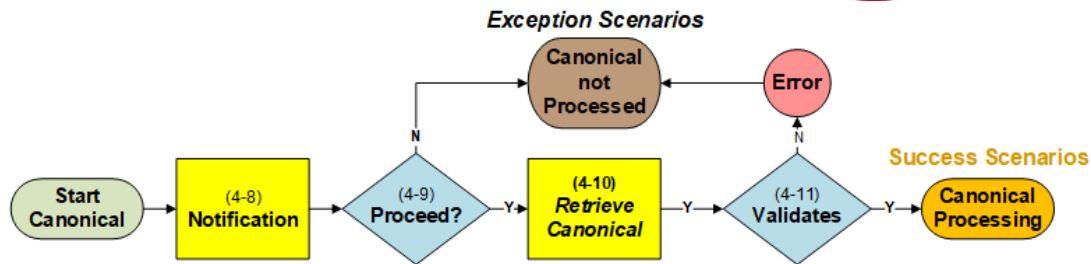 Exception Scenarios
Canonical
not
Processed
Error
N
N
Success Scenarios
Start
Canonical
(4-8)
Notification
(4-9)
Proceed?
Y
(4-10)
Retrieve
Canonical
Y
(4-11)
Validates
Y
Canonical
Processing